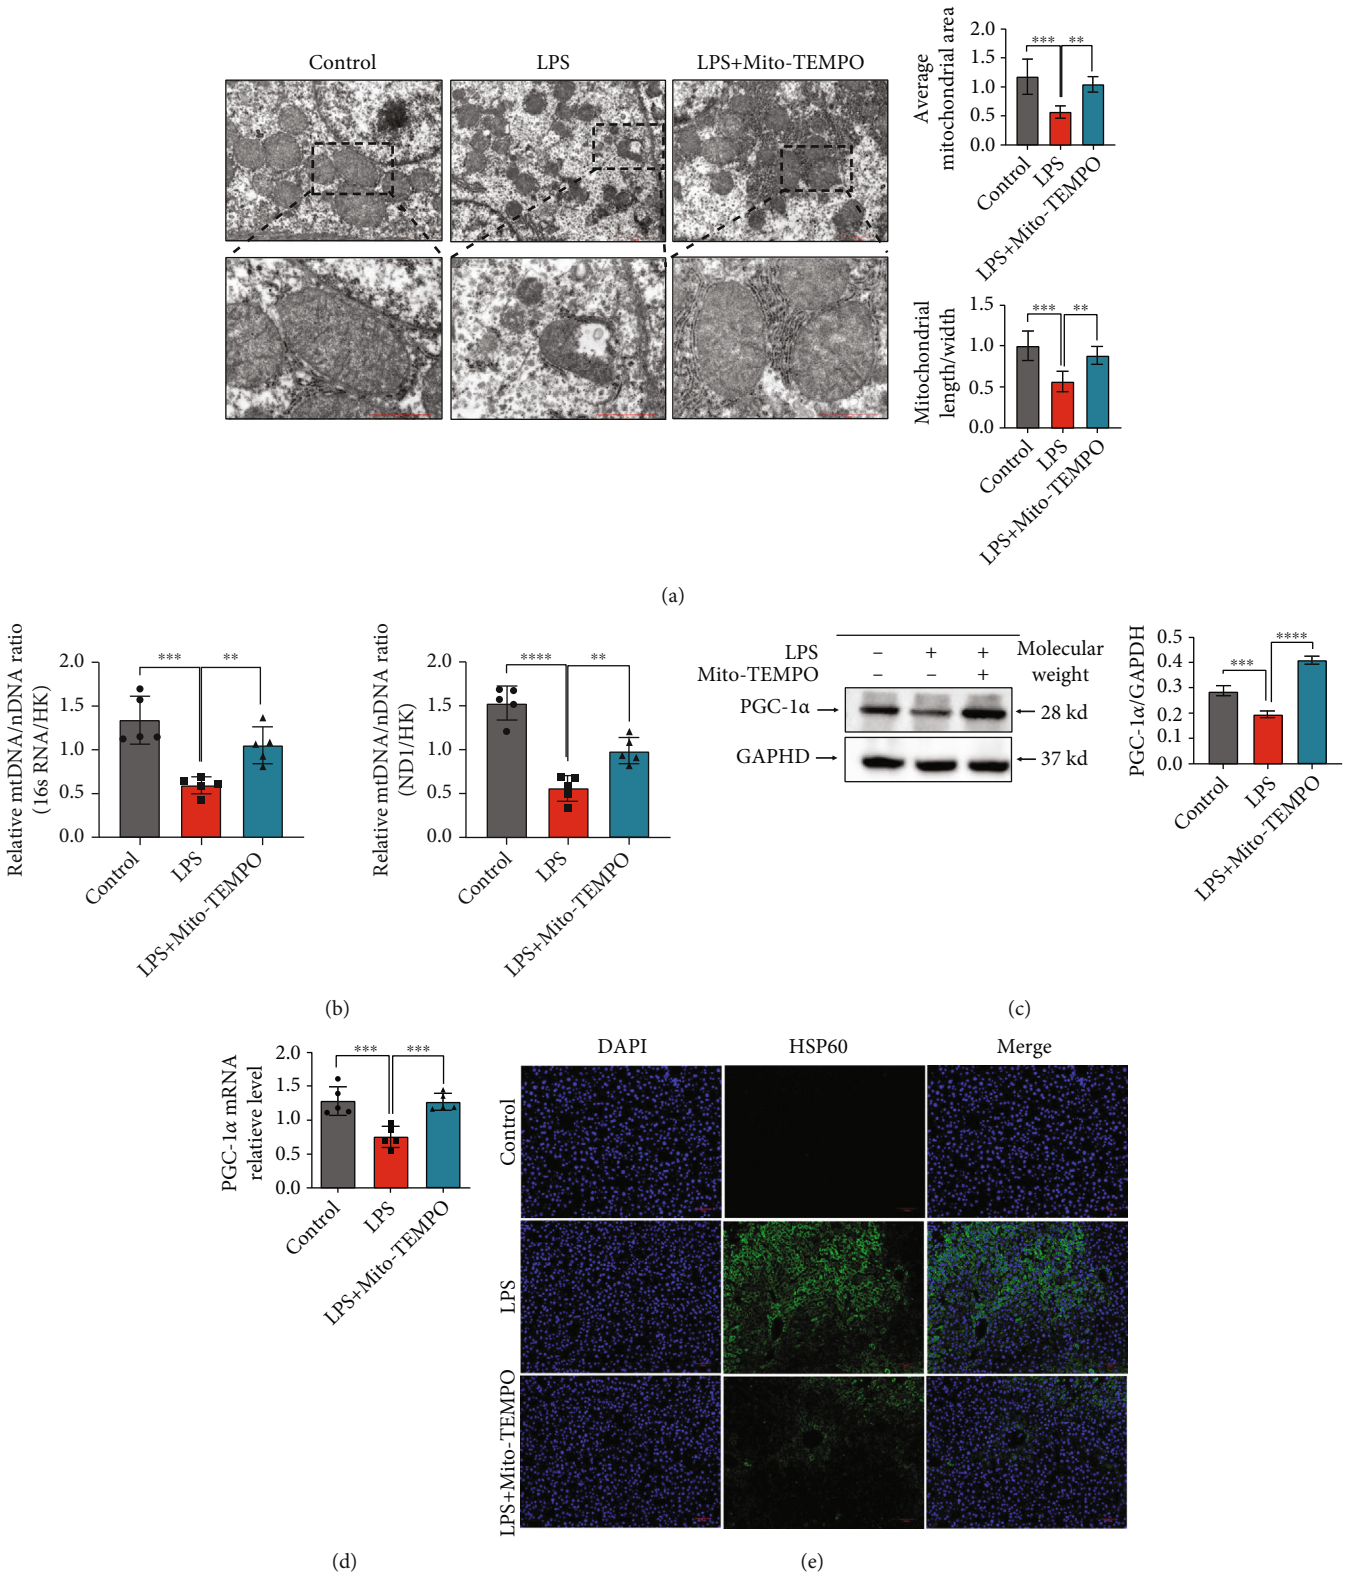 Control
LPS
LPS+Mito-TEMPO
Average
mitochondrial area
2.0
1.5
1.0
0.5
0.0
***
**
Control
LPS
LPS+Mito-TEMPO
Mitochondrial
length/width
1.5
1.0
0.5
0.0
***
**
Control
LPS
LPS+Mito-TEMPO
(a)
Relative mtDNA/nDNA ratio
(16s RNA/HK)
2.0
1.5
1.0
0.5
0.0
***
**
Control
LPS
LPS+Mito-TEMPO
Relative mtDNA/nDNA ratio
(ND1/HK)
2.0
1.5
1.0
0.5
0.0
****
**
Control
LPS
LPS+Mito-TEMPO
(b)
LPS – + + Molecular
Mito-TEMPO – – + weight
PGC-1α 28 kd
GAPHD 37 kd
PGC-1α/GAPDH
0.5
0.4
0.3
0.2
0.1
0.0
***
****
Control
LPS
LPS+Mito-TEMPO
(c)
PGC-1α mRNA
relatieve level
2.0
1.5
1.0
0.5
0.0
***
***
Control
LPS
LPS+Mito-TEMPO
(d)
DAPI
HSP60
Merge
Control
LPS
LPS+Mito-TEMPO
(e)